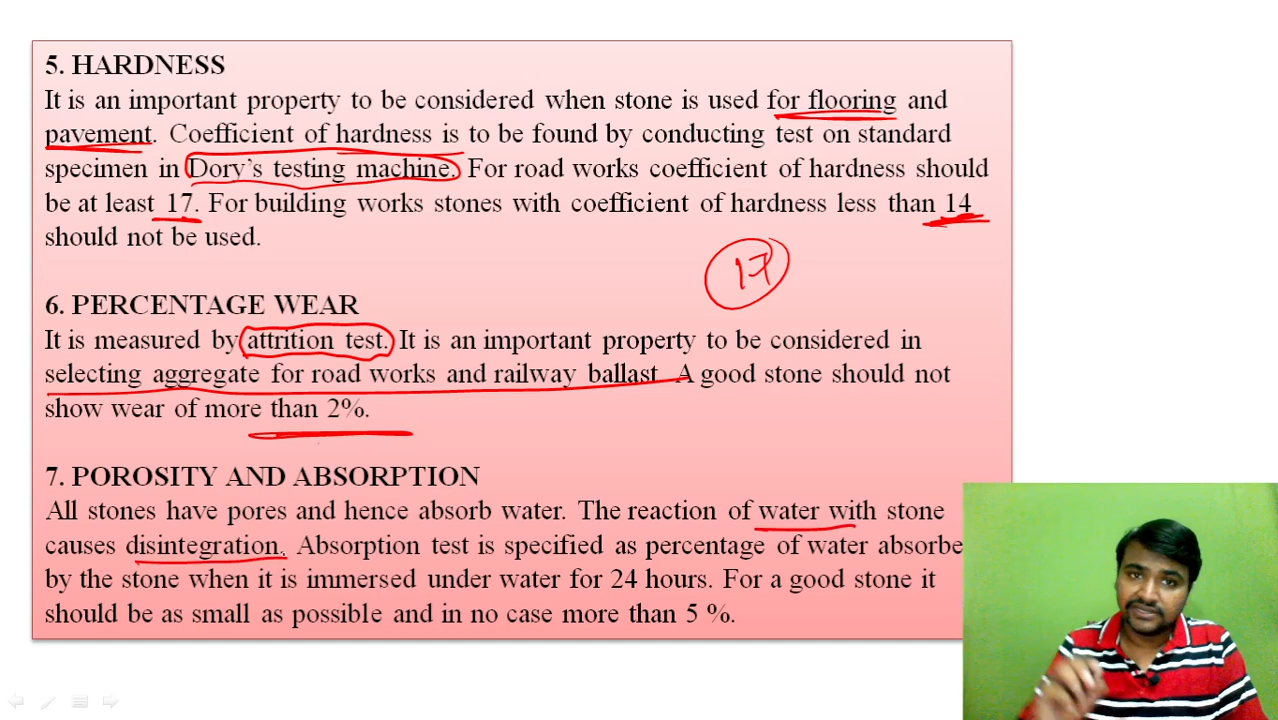 5. HARDNESS
It is an important property to be considered when stone is used for flooring and
pavement. Coefficient of hardness is to be found by conducting test on standard
specimen in Dory's testing machine. For road works coefficient of hardness should
be at least 17. For building works stones with coefficient of hardness less than 14
should not be used.
17
6. PERCENTAGE WEAR
It is measured by attrition test. It is an important property to be considered in
selecting aggregate for road works and railway ballast. A good stone should not
show wear of more than 2%.
7. POROSITY AND ABSORPTION
All stones have pores and hence absorb water. The reaction of water with stone
causes disintegration. Absorption test is specified as percentage of water absorbe
by the stone when it is immersed under water for 24 hours. For a good stone it
should be as small as possible and in no case more than 5 %.